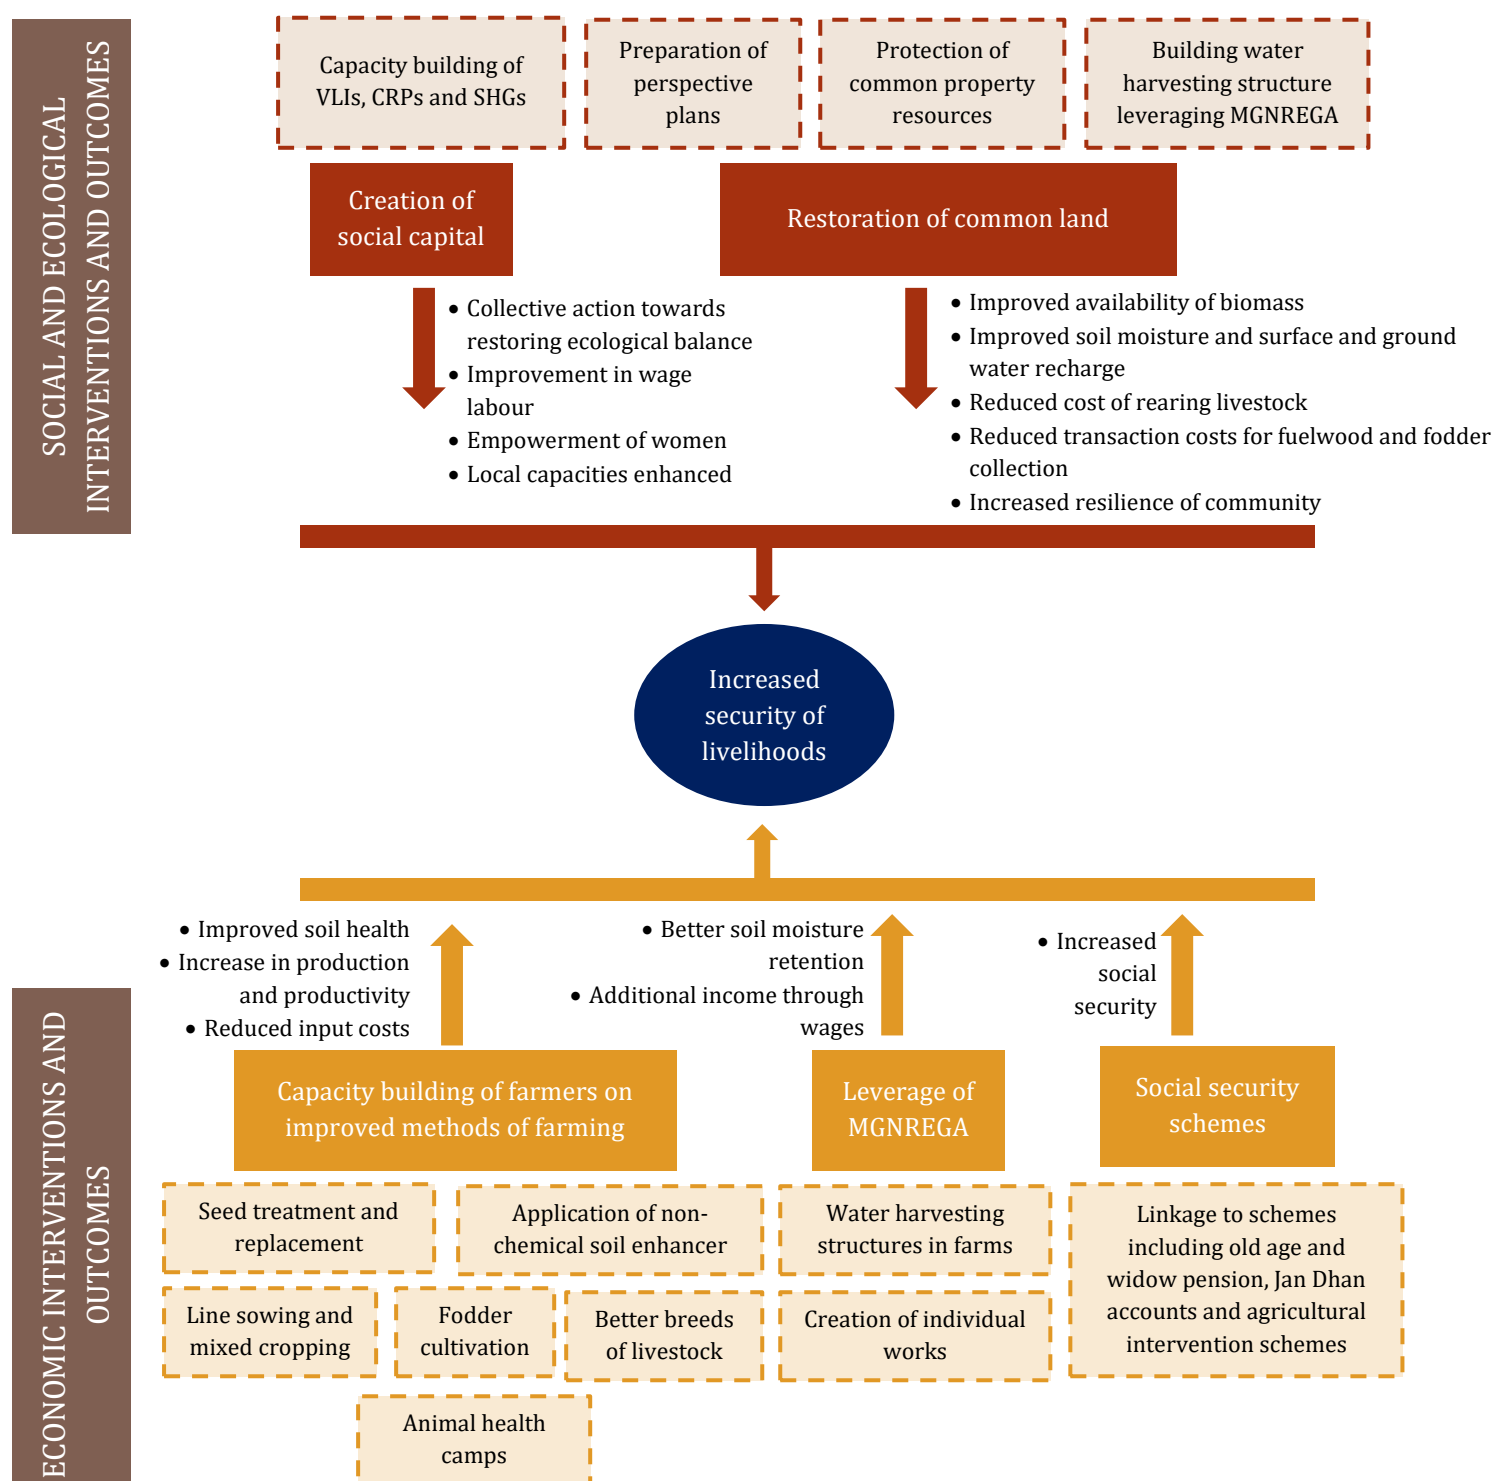 SOCIAL AND ECOLOGICAL
INTERVENTIONS AND OUTCOMES
Capacity building of
VLIs, CRPs and SHGs
Preparation of
perspective
plans
Protection of
common property
resources
Building water
harvesting structure
leveraging MGNREGA
Creation of
social capital
Restoration of common land
• Collective action towards
restoring ecological balance
• Improvement in wage
labour
• Empowerment of women
• Local capacities enhanced
• Improved availability of biomass
• Improved soil moisture and surface and ground
water recharge
• Reduced cost of rearing livestock
• Reduced transaction costs for fuelwood and fodder
collection
• Increased resilience of community
Increased
security of
livelihoods
• Improved soil health
• Increase in production
and productivity
• Reduced input costs
• Better soil moisture
retention
• Additional income through
wages
• Increased
social
security
ECONOMIC INTERVENTIONS AND
OUTCOMES
Capacity building of farmers on
improved methods of farming
Leverage of
MGNREGA
Social security
schemes
Seed treatment and
replacement
Application of non-
chemical soil enhancer
Water harvesting
structures in farms
Linkage to schemes
including old age and
widow pension, Jan Dhan
accounts and agricultural
intervention schemes
Line sowing and
mixed cropping
Fodder
cultivation
Better breeds
of livestock
Creation of individual
works
Animal health
camps